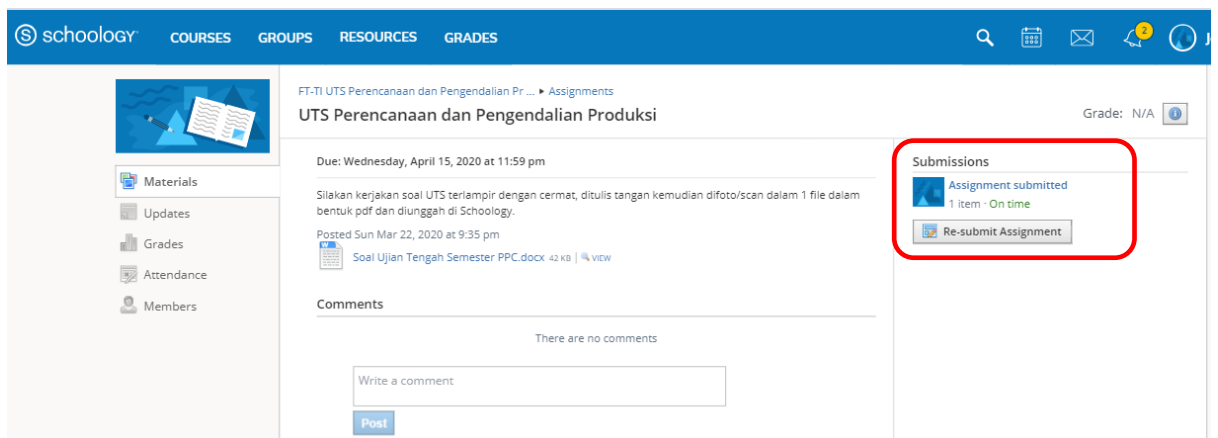 schoology COURSES GROUPS RESOURCES GRADES 2
FT-TI UTS Perencanaan dan Pengendalian Pr ... ▸ Assignments
UTS Perencanaan dan Pengendalian Produksi
Grade: N/A
Materials
Updates
Grades
Attendance
Members
Due: Wednesday, April 15, 2020 at 11:59 pm
Silakan kerjakan soal UTS terlampir dengan cermat, ditulis tangan kemudian difoto/scan dalam 1 file dalam
bentuk pdf dan diunggah di Schoology.
Posted Sun Mar 22, 2020 at 9:35 pm
Soal Ujian Tengah Semester PPC.docx 42 KB | VIEW
Comments
There are no comments
Write a comment
Post
Submissions
Assignment submitted
1 item · On time
Re-submit Assignment